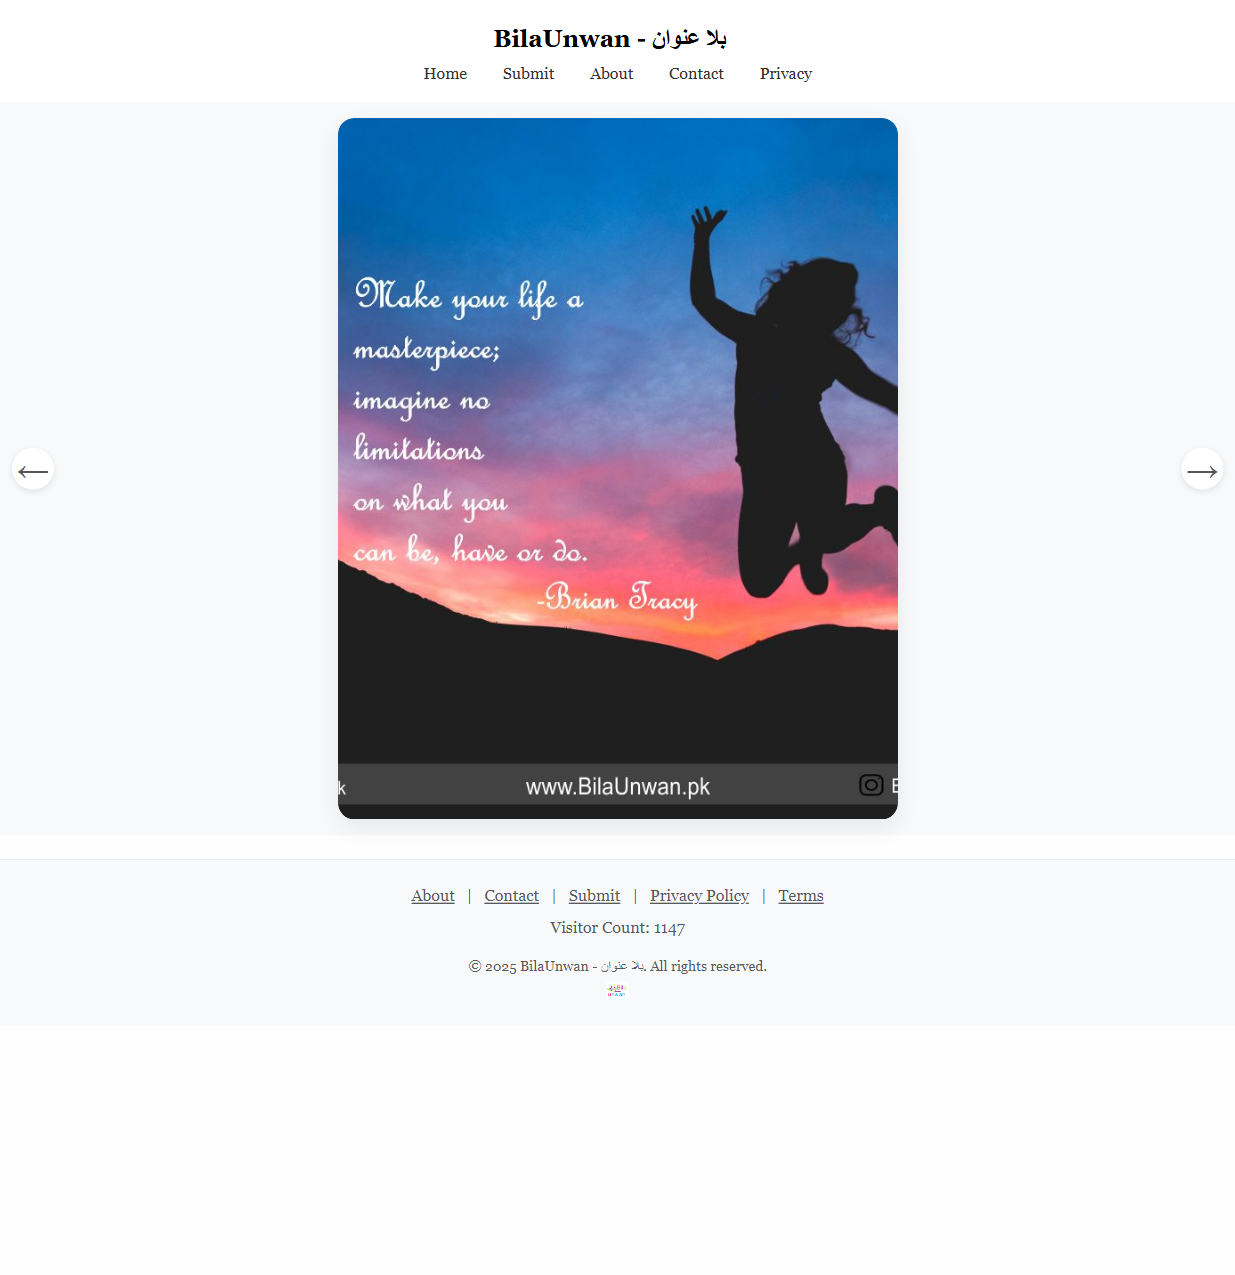 BilaUnwan - بلا عنوان
Home Submit About Contact Privacy
Make your life a
masterpiece;
imagine no
limitations
on what you
can be, have or do.
-Brian Tracy
www.BilaUnwan.pk
About | Contact | Submit | Privacy Policy | Terms
Visitor Count: 1147
© 2025 BilaUnwan - بلا عنوان. All rights reserved.